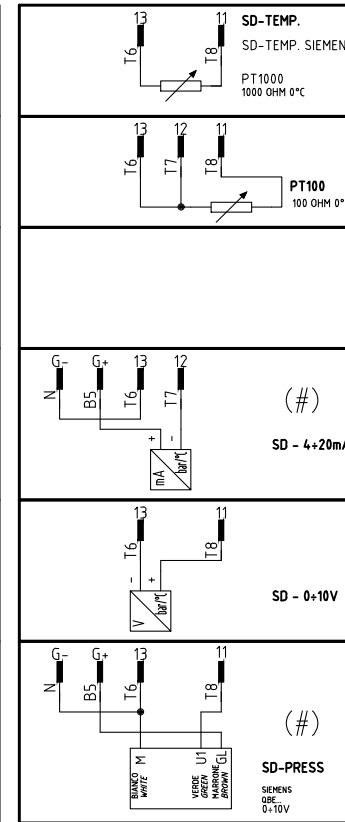 13 11 SD-TEMP.
T6 T8 SD-TEMP. SIEMEN
PT1000
1000 OHM 0°C
13 12 11
T6 T7 T8
PT100
100 OHM 0°
G- G+ 13 12
N B5 T6 T7
(#)
+ -
mA bar/°C
SD - 4÷20mA
13 11
T6 T8
- +
V bar/°C
SD - 0÷10V
G- G+ 13 11
N B5 T6 T8
(#)
M U1 GL
BIANCO
WHITE
VERDE
GREEN
MARRONE
BROWN
SD-PRESS
SIEMENS
QBE...
0÷10V